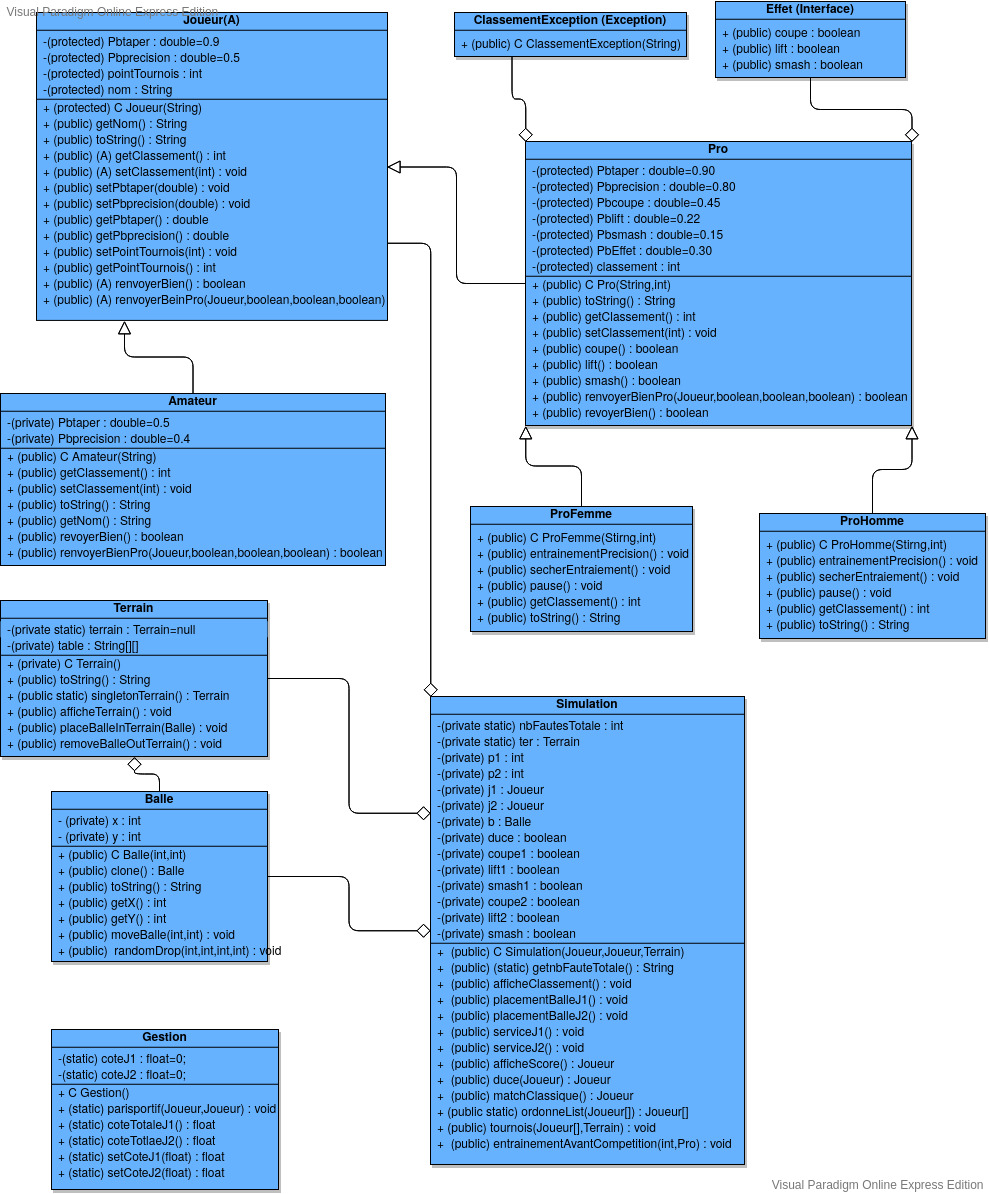 Visual Paradigm Online Express Edition
Joueur(A)
-(protected) Pbtaper : double=0.9
-(protected) Pbprecision : double=0.5
-(protected) pointTournois : int
-(protected) nom : String
+ (protected) C Joueur(String)
+ (public) getNom() : String
+ (public) toString() : String
+ (public) (A) getClassement() : int
+ (public) (A) setClassement(int) : void
+ (public) setPbtaper(double) : void
+ (public) setPbprecision(double) : void
+ (public) getPbtaper() : double
+ (public) getPbprecision() : double
+ (public) setPointTournois(int) : void
+ (public) getPointTournois() : int
+ (public) (A) renvoyerBien() : boolean
+ (public) (A) renvoyerBeinPro(Joueur,boolean,boolean,boolean)
ClassementException (Exception)
+ (public) C ClassementException(String)
Effet (Interface)
+ (public) coupe : boolean
+ (public) lift : boolean
+ (public) smash : boolean
Pro
-(protected) Pbtaper : double=0.90
-(protected) Pbprecision : double=0.80
-(protected) Pbcoupe : double=0.45
-(protected) Pblift : double=0.22
-(protected) Pbsmash : double=0.15
-(protected) PbEffet : double=0.30
-(protected) classement : int
+ (public) C Pro(String,int)
+ (public) toString() : String
+ (public) getClassement() : int
+ (public) setClassement(int) : void
+ (public) coupe() : boolean
+ (public) lift() : boolean
+ (public) smash() : boolean
+ (public) renvoyerBienPro(Joueur,boolean,boolean,boolean) : boolean
+ (public) revoyerBien() : boolean
Amateur
-(private) Pbtaper : double=0.5
-(private) Pbprecision : double=0.4
+ (public) C Amateur(String)
+ (public) getClassement() : int
+ (public) setClassement(int) : void
+ (public) toString() : String
+ (public) getNom() : String
+ (public) revoyerBien() : boolean
+ (public) renvoyerBienPro(Joueur,boolean,boolean,boolean) : boolean
ProFemme
+ (public) C ProFemme(Stirng,int)
+ (public) entrainementPrecision() : void
+ (public) secherEntraiement() : void
+ (public) pause() : void
+ (public) getClassement() : int
+ (public) toString() : String
ProHomme
+ (public) C ProHomme(Stirng,int)
+ (public) entrainementPrecision() : void
+ (public) secherEntraiement() : void
+ (public) pause() : void
+ (public) getClassement() : int
+ (public) toString() : String
Terrain
-(private static) terrain : Terrain=null
-(private) table : String[][]
+ (private) C Terrain()
+ (public) toString() : String
+ (public static) singletonTerrain() : Terrain
+ (public) afficheTerrain() : void
+ (public) placeBalleInTerrain(Balle) : void
+ (public) removeBalleOutTerrain() : void
Balle
- (private) x : int
- (private) y : int
+ (public) C Balle(int,int)
+ (public) clone() : Balle
+ (public) toString() : String
+ (public) getX() : int
+ (public) getY() : int
+ (public) moveBalle(int,int) : void
+ (public) randomDrop(int,int,int,int) : void
Simulation
-(private static) nbFautesTotale : int
-(private static) ter : Terrain
-(private) p1 : int
-(private) p2 : int
-(private) j1 : Joueur
-(private) j2 : Joueur
-(private) b : Balle
-(private) duce : boolean
-(private) coupe1 : boolean
-(private) lift1 : boolean
-(private) smash1 : boolean
-(private) coupe2 : boolean
-(private) lift2 : boolean
-(private) smash : boolean
+ (public) C Simulation(Joueur,Joueur,Terrain)
+ (public) (static) getnbFauteTotale() : String
+ (public) afficheClassement() : void
+ (public) placementBalleJ1() : void
+ (public) placementBalleJ2() : void
+ (public) serviceJ1() : void
+ (public) serviceJ2() : void
+ (public) afficheScore() : Joueur
+ (public) duce(Joueur) : Joueur
+ (public) matchClassique() : Joueur
+ (public static) ordonneList(Joueur[]) : Joueur[]
+ (public) tournois(Joueur[],Terrain) : void
+ (public) entrainementAvantCompetition(int,Pro) : void
Gestion
-(static) coteJ1 : float=0;
-(static) coteJ2 : float=0;
+ C Gestion()
+ (static) parisportif(Joueur,Joueur) : void
+ (static) coteTotaleJ1() : float
+ (static) coteTotlaeJ2() : float
+ (static) setCoteJ1(float) : float
+ (static) setCoteJ2(float) : float
Visual Paradigm Online Express Edition